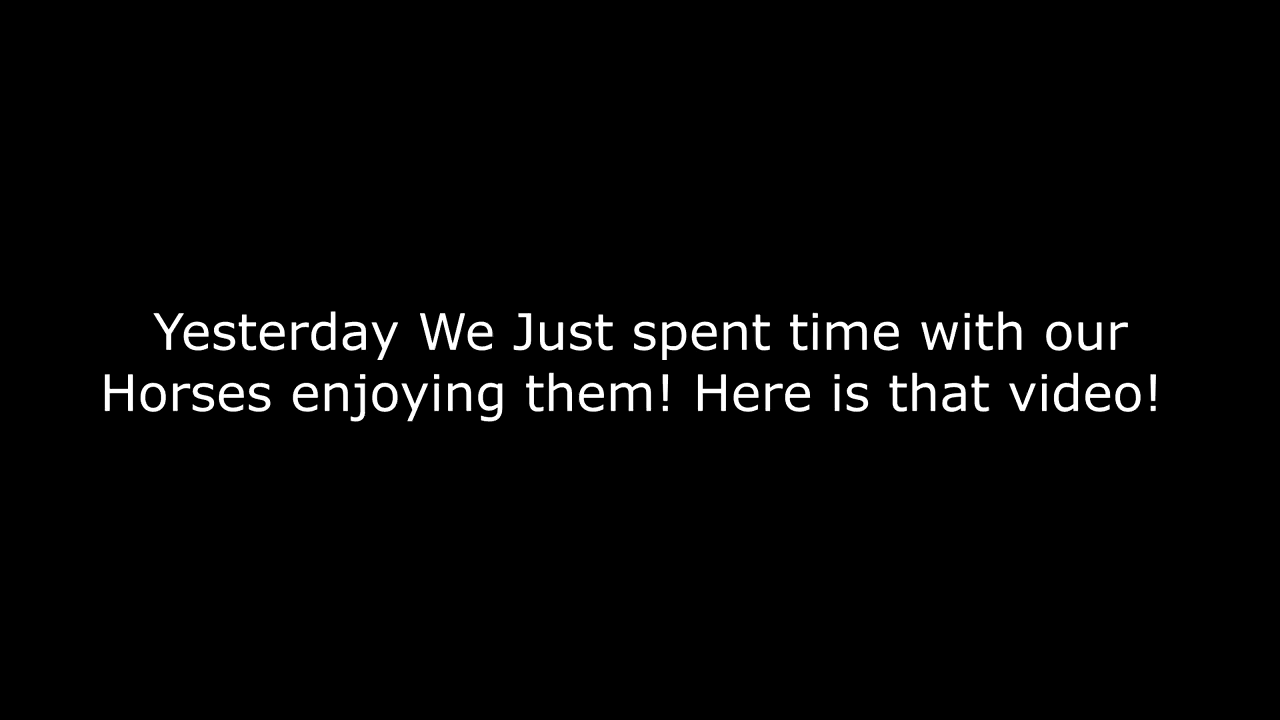 Yesterday We Just spent time with our
Horses enjoying them! Here is that video!